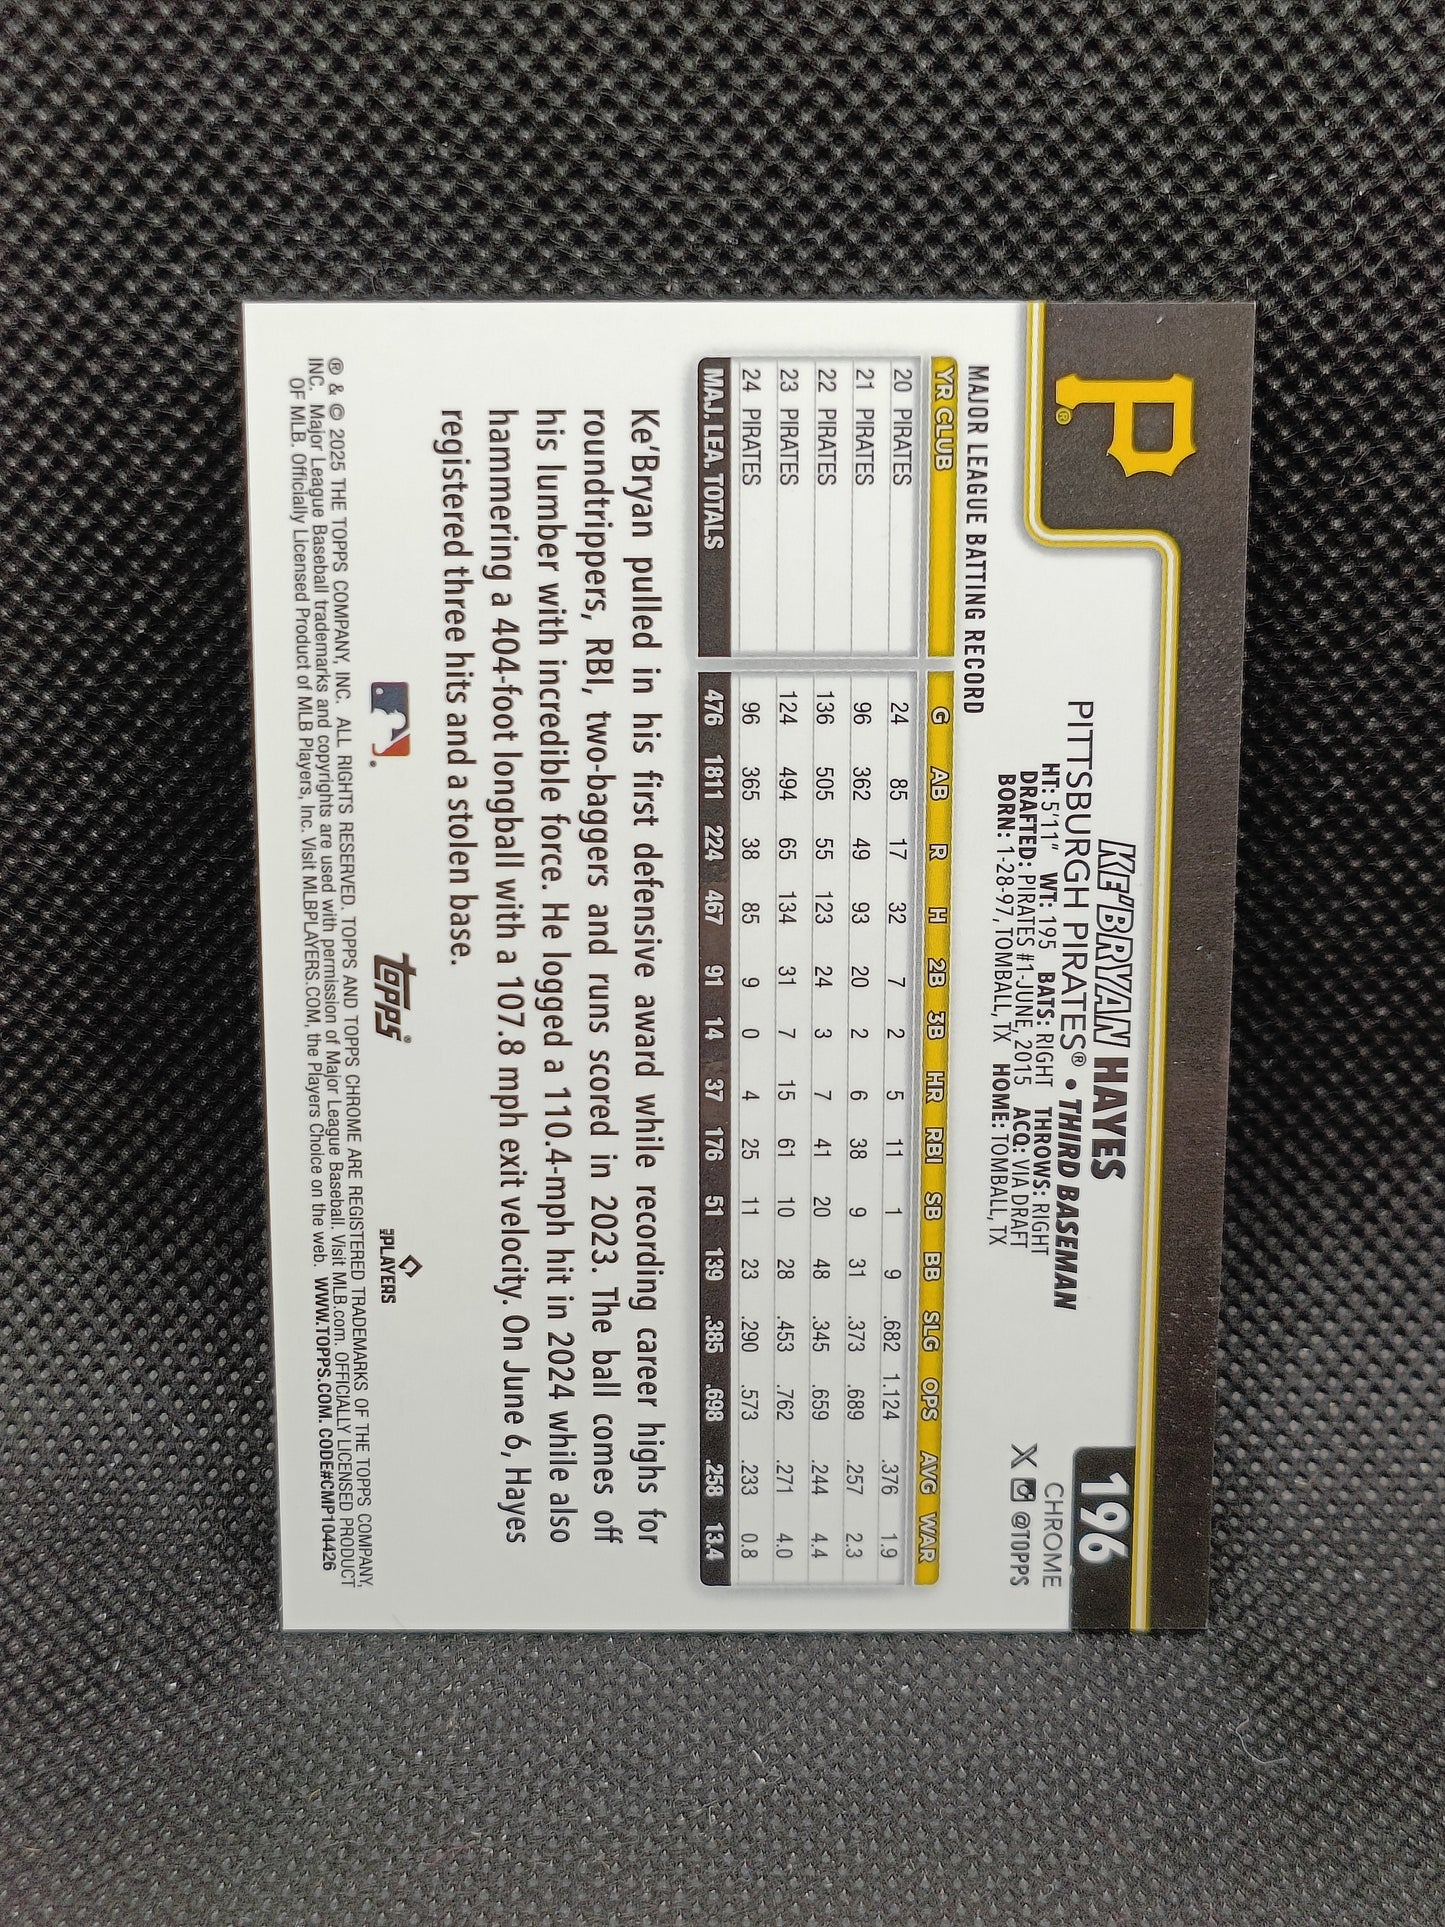 P®
196
KE'BRYAN HAYES
CHROME
PITTSBURGH PIRATES® • THIRD BASEMAN
X @TOPPS
HT: 5'11" WT: 195 BATS: RIGHT THROWS: RIGHT
DRAFTED: PIRATES #1-JUNE, 2015 ACQ: VIA DRAFT
BORN: 1-28-97, TOMBALL, TX HOME: TOMBALL, TX
MAJOR LEAGUE BATTING RECORD
YR CLUB G AB R H 2B 3B HR RBI SB BB SLG OPS AVG WAR
20 PIRATES 24 85 17 32 7 2 5 11 1 9 .682 1.124 .376 1.9
21 PIRATES 96 362 49 93 20 2 6 38 9 31 .373 .689 .257 2.3
22 PIRATES 136 505 55 123 24 3 7 41 20 48 .345 .659 .244 4.4
23 PIRATES 124 494 65 134 31 7 15 61 10 28 .453 .762 .271 4.0
24 PIRATES 96 365 38 85 9 0 4 25 11 23 .290 .573 .233 0.8
MAJ. LEA. TOTALS 476 1811 224 467 91 14 37 176 51 139 .385 .698 .258 13.4
Ke'Bryan pulled in his first defensive award while recording career highs for
roundtrippers, RBI, two-baggers and runs scored in 2023. The ball comes off
his lumber with incredible force. He logged a 110.4-mph hit in 2024 while also
hammering a 404-foot longball with a 107.8 mph exit velocity. On June 6, Hayes
registered three hits and a stolen base.
topps®
MLB PLAYERS
® & © 2025 THE TOPPS COMPANY, INC. ALL RIGHTS RESERVED. TOPPS AND TOPPS CHROME ARE REGISTERED TRADEMARKS OF THE TOPPS COMPANY,
INC. Major League Baseball trademarks and copyrights are used with permission of Major League Baseball. Visit MLB.com. OFFICIALLY LICENSED PRODUCT
OF MLB. Officially Licensed Product of MLB Players, Inc. Visit MLBPLAYERS.COM, the Players Choice on the web. WWW.TOPPS.COM. CODE#CMP104426